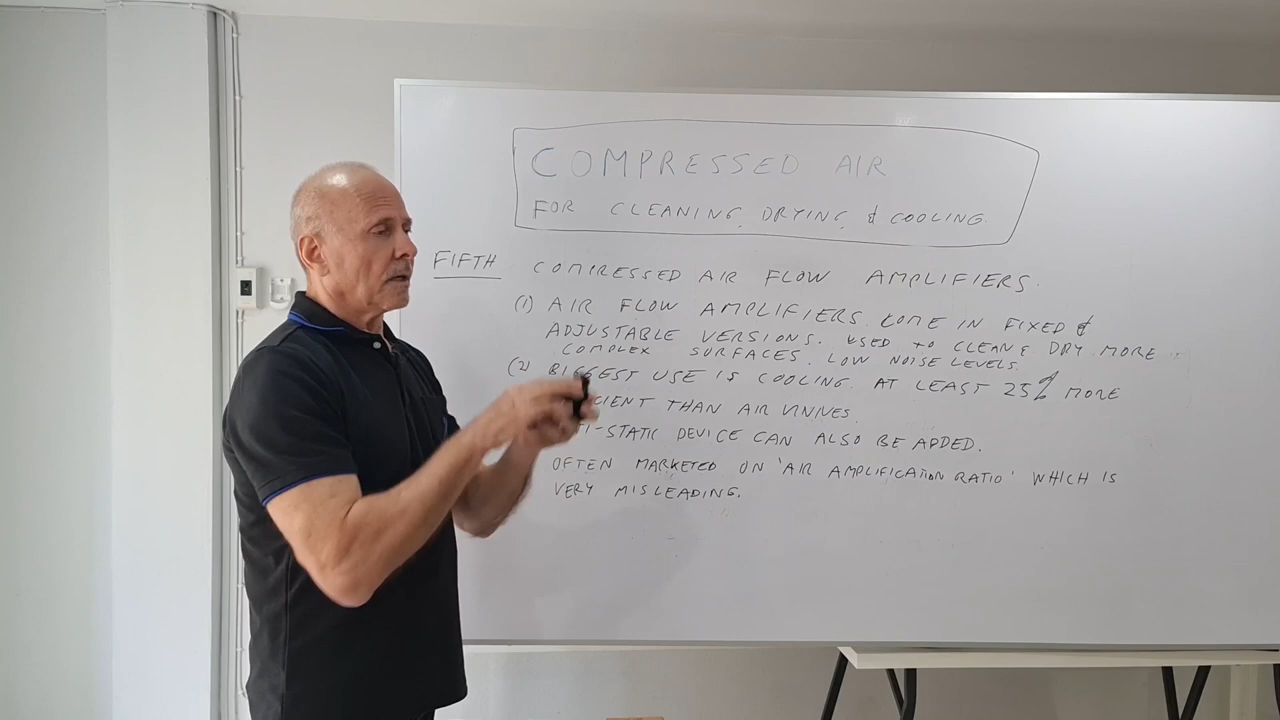 COMPRESSED AIR
FOR CLEANING, DRYING, & COOLING.
FIFTH COMPRESSED AIR FLOW AMPLIFIERS.
(1) AIR FLOW AMPLIFIERS COME IN FIXED &
ADJUSTABLE VERSIONS. USED TO CLEAN & DRY MORE
COMPLEX SURFACES. LOW NOISE LEVELS.
(2) BIGGEST USE IS COOLING. AT LEAST 25% MORE
THAN AIR KNIVES.
STATIC DEVICE CAN ALSO BE ADDED.
OFTEN MARKETED ON 'AIR AMPLIFICATION RATIO' WHICH IS
VERY MISLEADING.